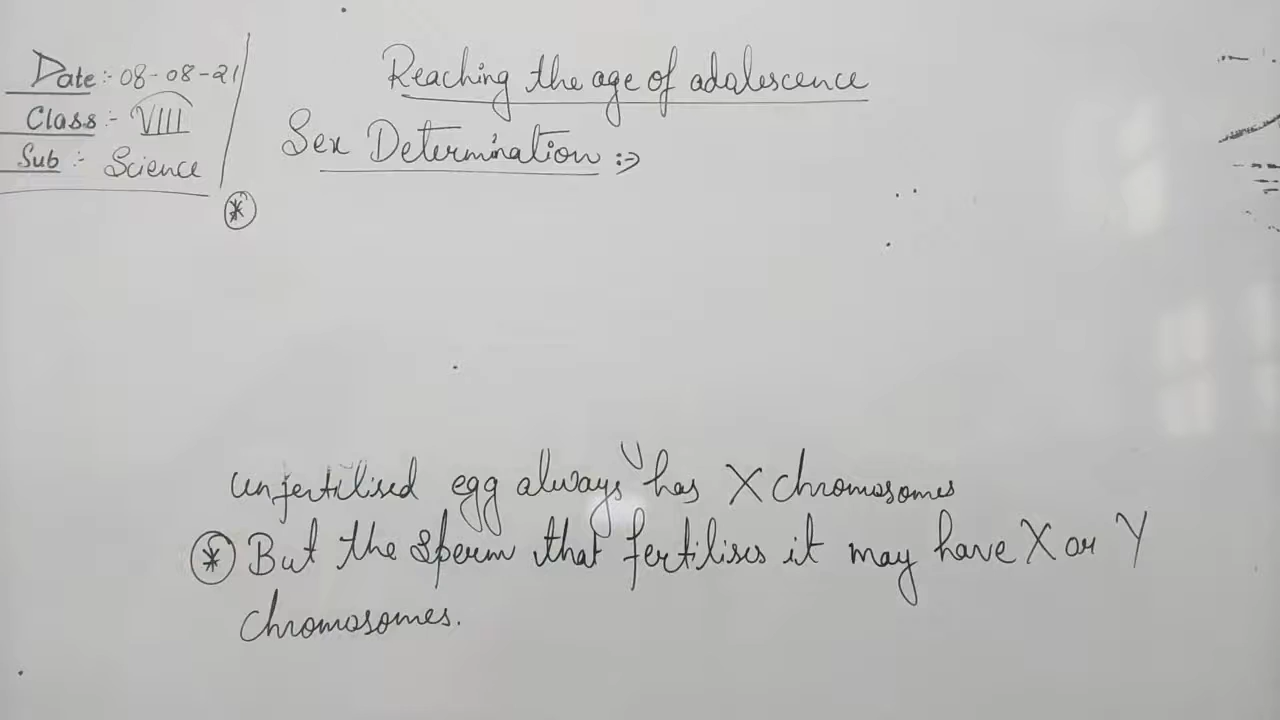 Date :- 08-08-21
Class :- VIII
Sub :- Science
Reaching the age of adalescence
Sex Determination :->
unfertilised egg always has X chromosomes
* But the sperm that fertilises it may have X or Y
chromosomes.